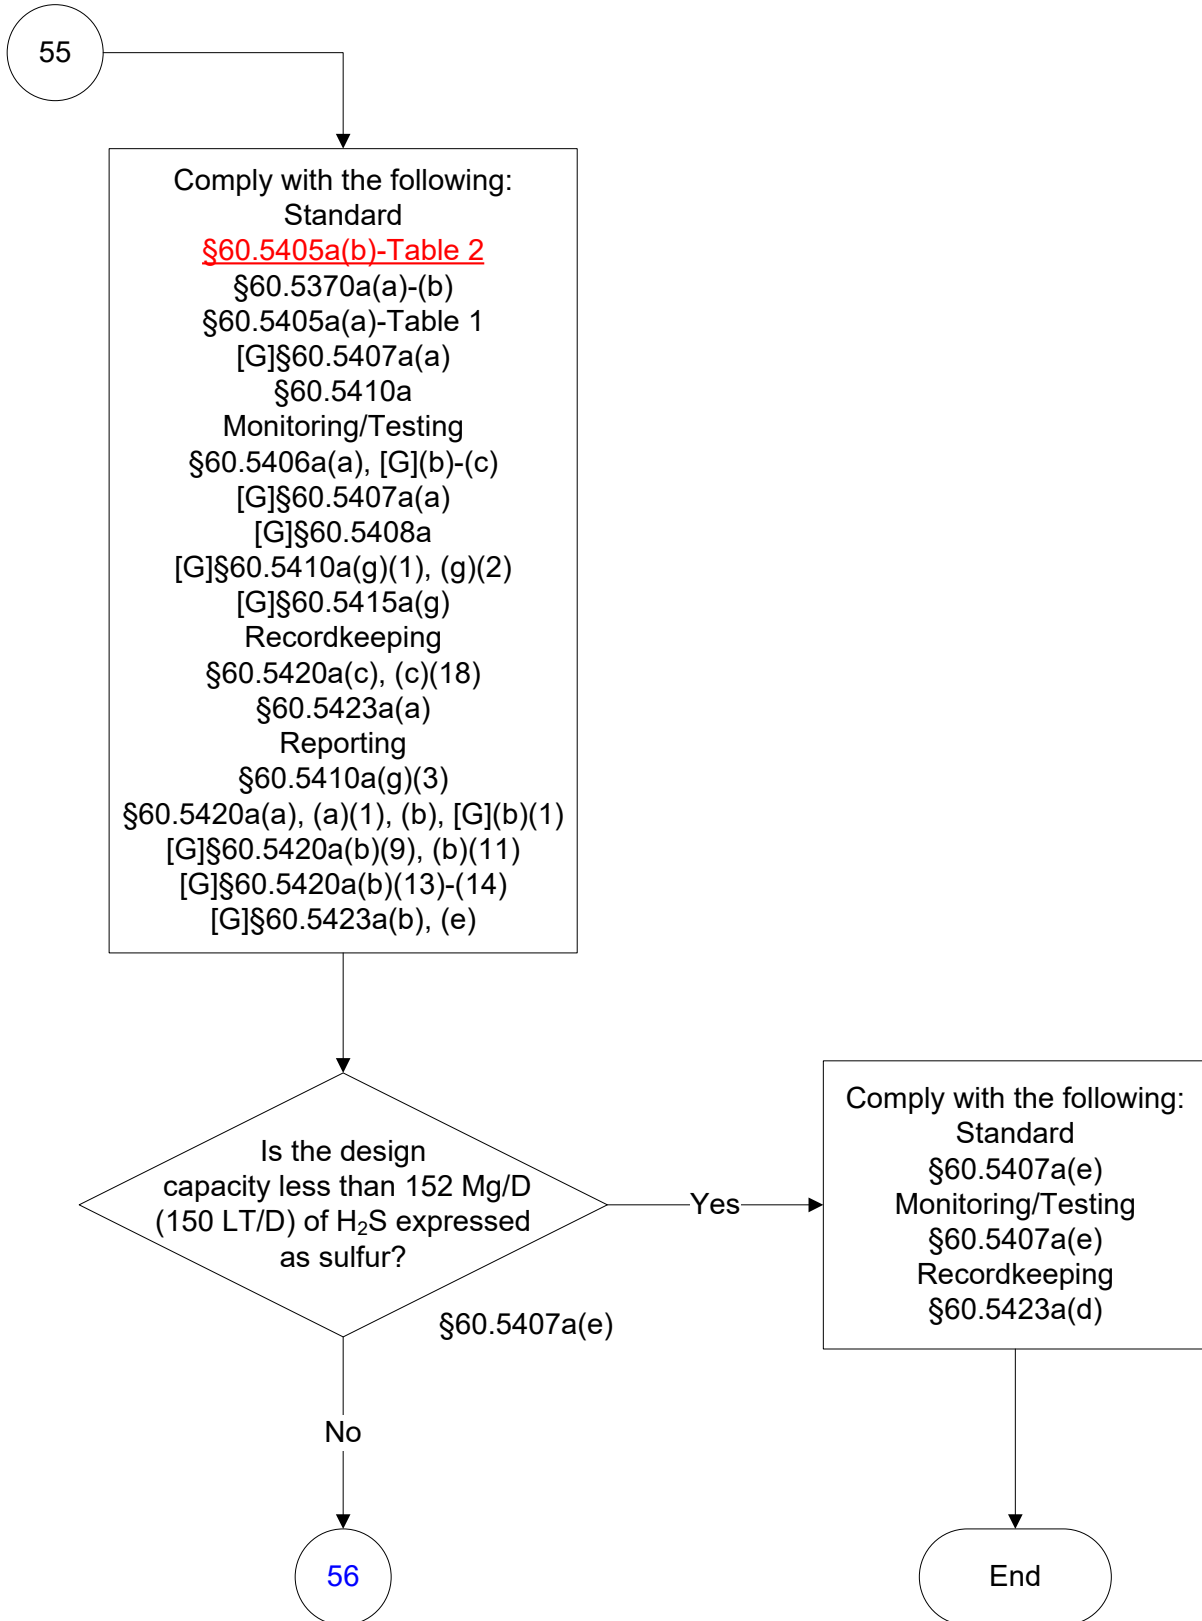 55
Comply with the following:
Standard
§60.5405a(b)-Table 2
§60.5370a(a)-(b)
§60.5405a(a)-Table 1
[G]§60.5407a(a)
§60.5410a
Monitoring/Testing
§60.5406a(a), [G](b)-(c)
[G]§60.5407a(a)
[G]§60.5408a
[G]§60.5410a(g)(1), (g)(2)
[G]§60.5415a(g)
Recordkeeping
§60.5420a(c), (c)(18)
§60.5423a(a)
Reporting
§60.5410a(g)(3)
§60.5420a(a), (a)(1), (b), [G](b)(1)
[G]§60.5420a(b)(9), (b)(11)
[G]§60.5420a(b)(13)-(14)
[G]§60.5423a(b), (e)
Is the design
capacity less than 152 Mg/D
(150 LT/D) of H₂S expressed
as sulfur?
§60.5407a(e)
Yes
Comply with the following:
Standard
§60.5407a(e)
Monitoring/Testing
§60.5407a(e)
Recordkeeping
§60.5423a(d)
No
56
End